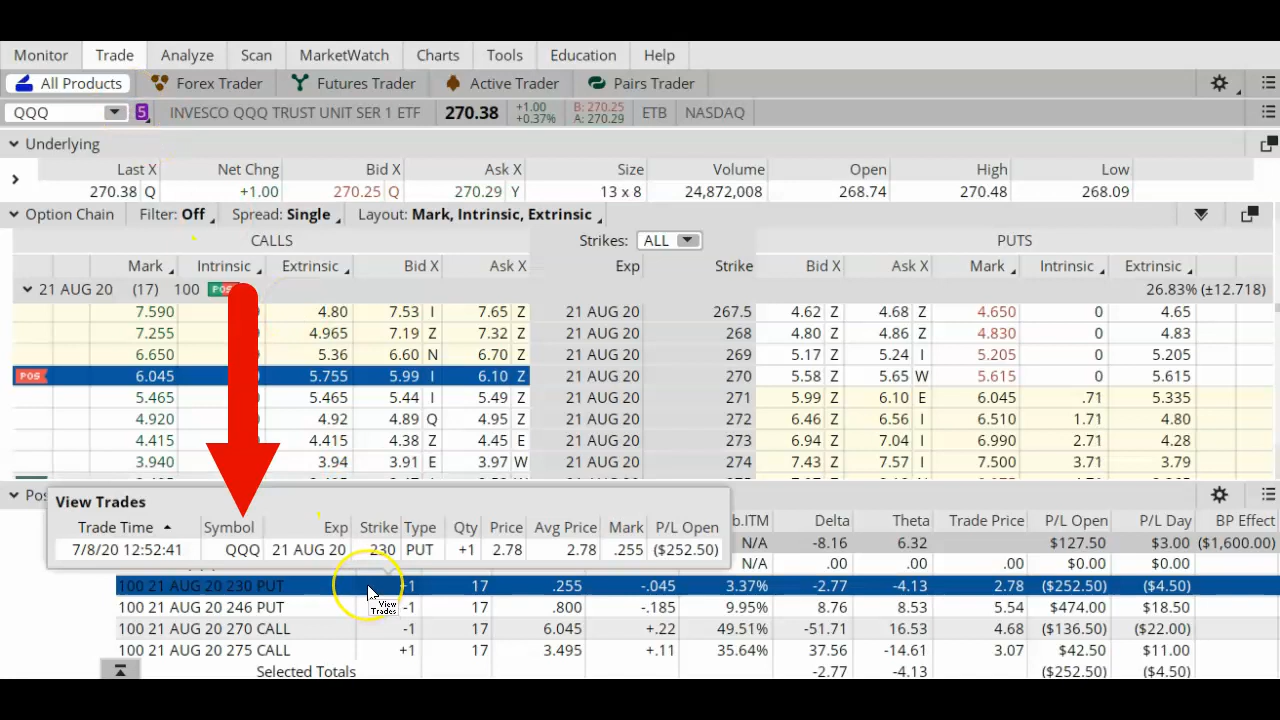 Monitor Trade Analyze Scan MarketWatch Charts Tools Education Help
All Products Forex Trader Futures Trader Active Trader Pairs Trader
QQQ 5 INVESCO QQQ TRUST UNIT SER 1 ETF 270.38 +1.00 +0.37% B: 270.25 A: 270.29 ETB NASDAQ
Underlying
Last X Net Chng Bid X Ask X Size Volume Open High Low
270.38 Q +1.00 270.25 Q 270.29 Y 13 x 8 24,872,008 268.74 270.48 268.09
Option Chain Filter: Off Spread: Single Layout: Mark, Intrinsic, Extrinsic
CALLS Strikes: ALL PUTS
Mark Intrinsic Extrinsic Bid X Ask X Exp Strike Bid X Ask X Mark Intrinsic Extrinsic
21 AUG 20 (17) 100 26.83% (±12.718)
7.590 4.80 7.53 I 7.65 Z 21 AUG 20 267.5 4.62 Z 4.68 Z 4.650 0 4.65
7.255 4.965 7.19 Z 7.32 Z 21 AUG 20 268 4.80 Z 4.86 Z 4.830 0 4.83
6.650 5.36 6.60 N 6.70 Z 21 AUG 20 269 5.17 Z 5.24 I 5.205 0 5.205
POS 6.045 5.755 5.99 I 6.10 Z 21 AUG 20 270 5.58 Z 5.65 W 5.615 0 5.615
5.465 5.465 5.44 I 5.49 Z 21 AUG 20 271 5.99 Z 6.10 E 6.045 .71 5.335
4.920 4.92 4.89 Q 4.95 Z 21 AUG 20 272 6.46 Z 6.56 I 6.510 1.71 4.80
4.415 4.415 4.38 Z 4.45 E 21 AUG 20 273 6.94 Z 7.04 I 6.990 2.71 4.28
3.940 3.94 3.91 E 3.97 W 21 AUG 20 274 7.43 Z 7.57 I 7.500 3.71 3.79
Pos
View Trades
Trade Time Symbol Exp Strike Type Qty Price Avg Price Mark P/L Open
7/8/20 12:52:41 QQQ 21 AUG 20 230 PUT +1 2.78 2.78 .255 ($252.50)
b.ITM Delta Theta Trade Price P/L Open P/L Day BP Effect
N/A -8.16 6.32 $127.50 $3.00 ($1,600.00)
N/A .00 .00 .00 $0.00 $0.00
100 21 AUG 20 230 PUT +1 17 .255 -.045 3.37% -2.77 -4.13 2.78 ($252.50) ($4.50)
View Trades
100 21 AUG 20 246 PUT -1 17 .800 -.185 9.95% 8.76 8.53 5.54 $474.00 $18.50
100 21 AUG 20 270 CALL -1 17 6.045 +.22 49.51% -51.71 16.53 4.68 ($136.50) ($22.00)
100 21 AUG 20 275 CALL +1 17 3.495 +.11 35.64% 37.56 -14.61 3.07 $42.50 $11.00
Selected Totals -2.77 -4.13 ($252.50) ($4.50)